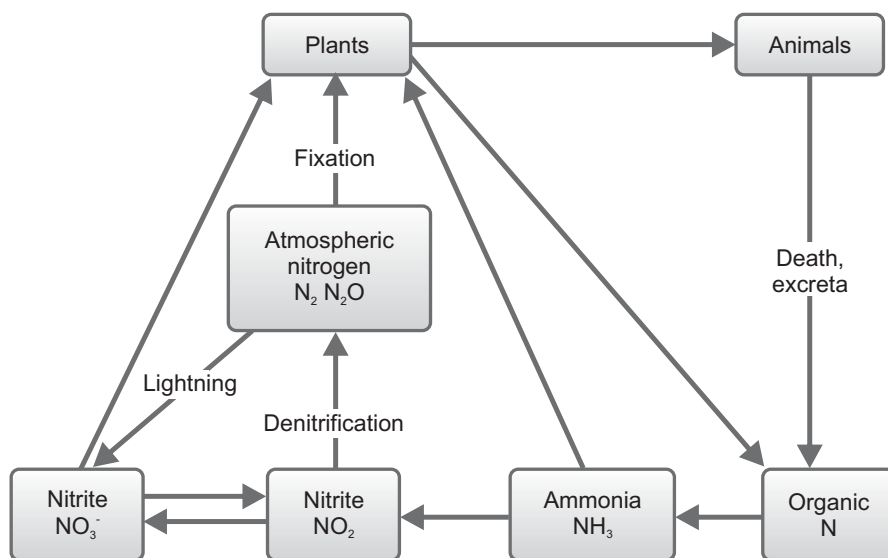 Plants
Animals
Fixation
Atmospheric
nitrogen
N₂ N₂O
Death,
excreta
Lightning
Denitrification
Nitrite
NO₃⁻
Nitrite
NO₂
Ammonia
NH₃
Organic
N